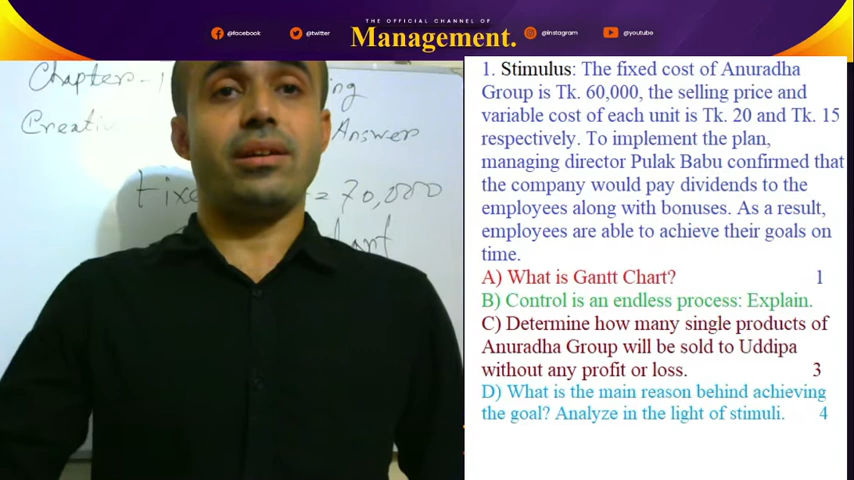 THE OFFICIAL CHANNEL OF
@facebook
@twitter
Management.
@instagram
@youtube
Chapter-1
ing
Creati
Answer
Fixe
= 70,000
hart
1. Stimulus: The fixed cost of Anuradha
Group is Tk. 60,000, the selling price and
variable cost of each unit is Tk. 20 and Tk. 15
respectively. To implement the plan,
managing director Pulak Babu confirmed that
the company would pay dividends to the
employees along with bonuses. As a result,
employees are able to achieve their goals on
time.
A) What is Gantt Chart? 1
B) Control is an endless process: Explain.
C) Determine how many single products of
Anuradha Group will be sold to Uddipa
without any profit or loss. 3
D) What is the main reason behind achieving
the goal? Analyze in the light of stimuli. 4